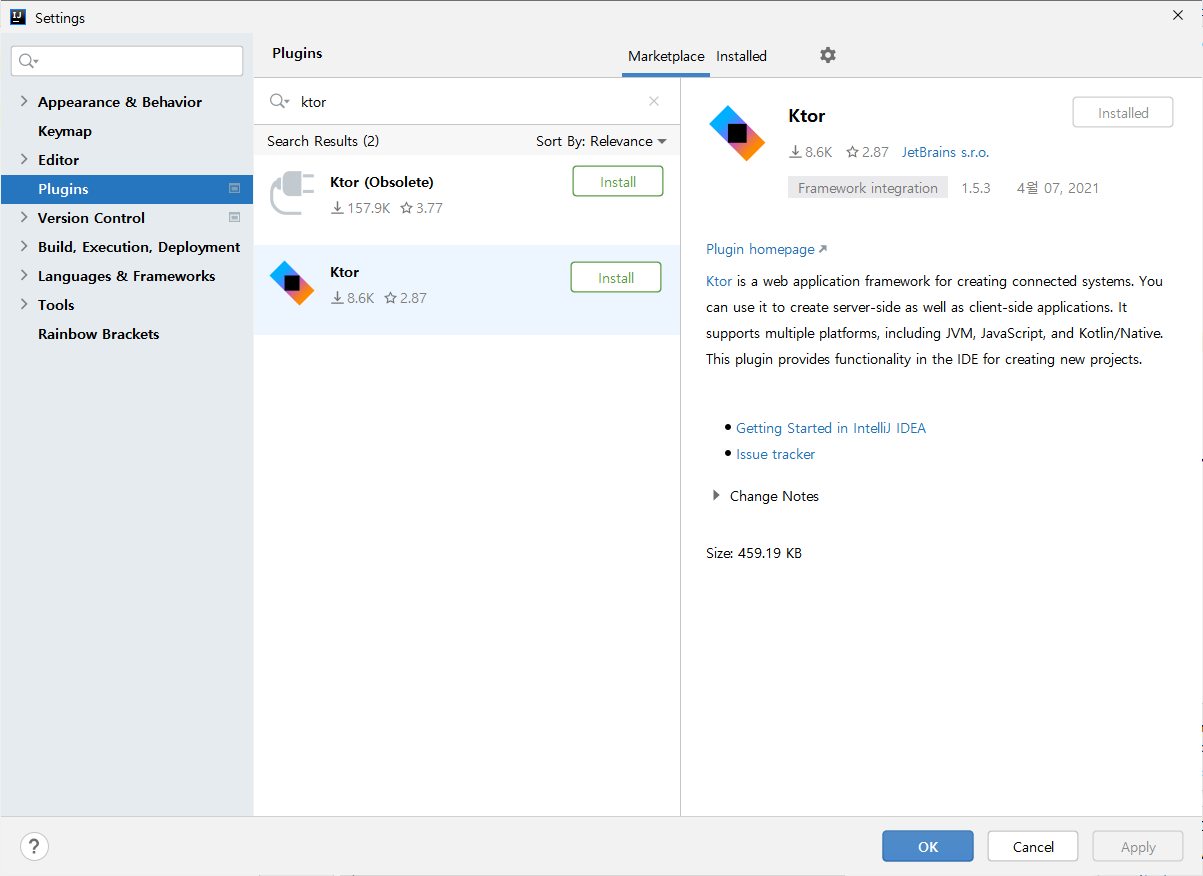 Settings
Plugins
Marketplace Installed
Appearance & Behavior
Keymap
Editor
Plugins
Version Control
Build, Execution, Deployment
Languages & Frameworks
Tools
Rainbow Brackets
ktor
Search Results (2) Sort By: Relevance
Ktor (Obsolete)
157.9K 3.77
Install
Ktor
8.6K 2.87
Install
Ktor
Installed
8.6K 2.87 JetBrains s.r.o.
Framework integration 1.5.3 4월 07, 2021
Plugin homepage
Ktor is a web application framework for creating connected systems. You
can use it to create server-side as well as client-side applications. It
supports multiple platforms, including JVM, JavaScript, and Kotlin/Native.
This plugin provides functionality in the IDE for creating new projects.
Getting Started in IntelliJ IDEA
Issue tracker
Change Notes
Size: 459.19 KB
?
OK Cancel Apply